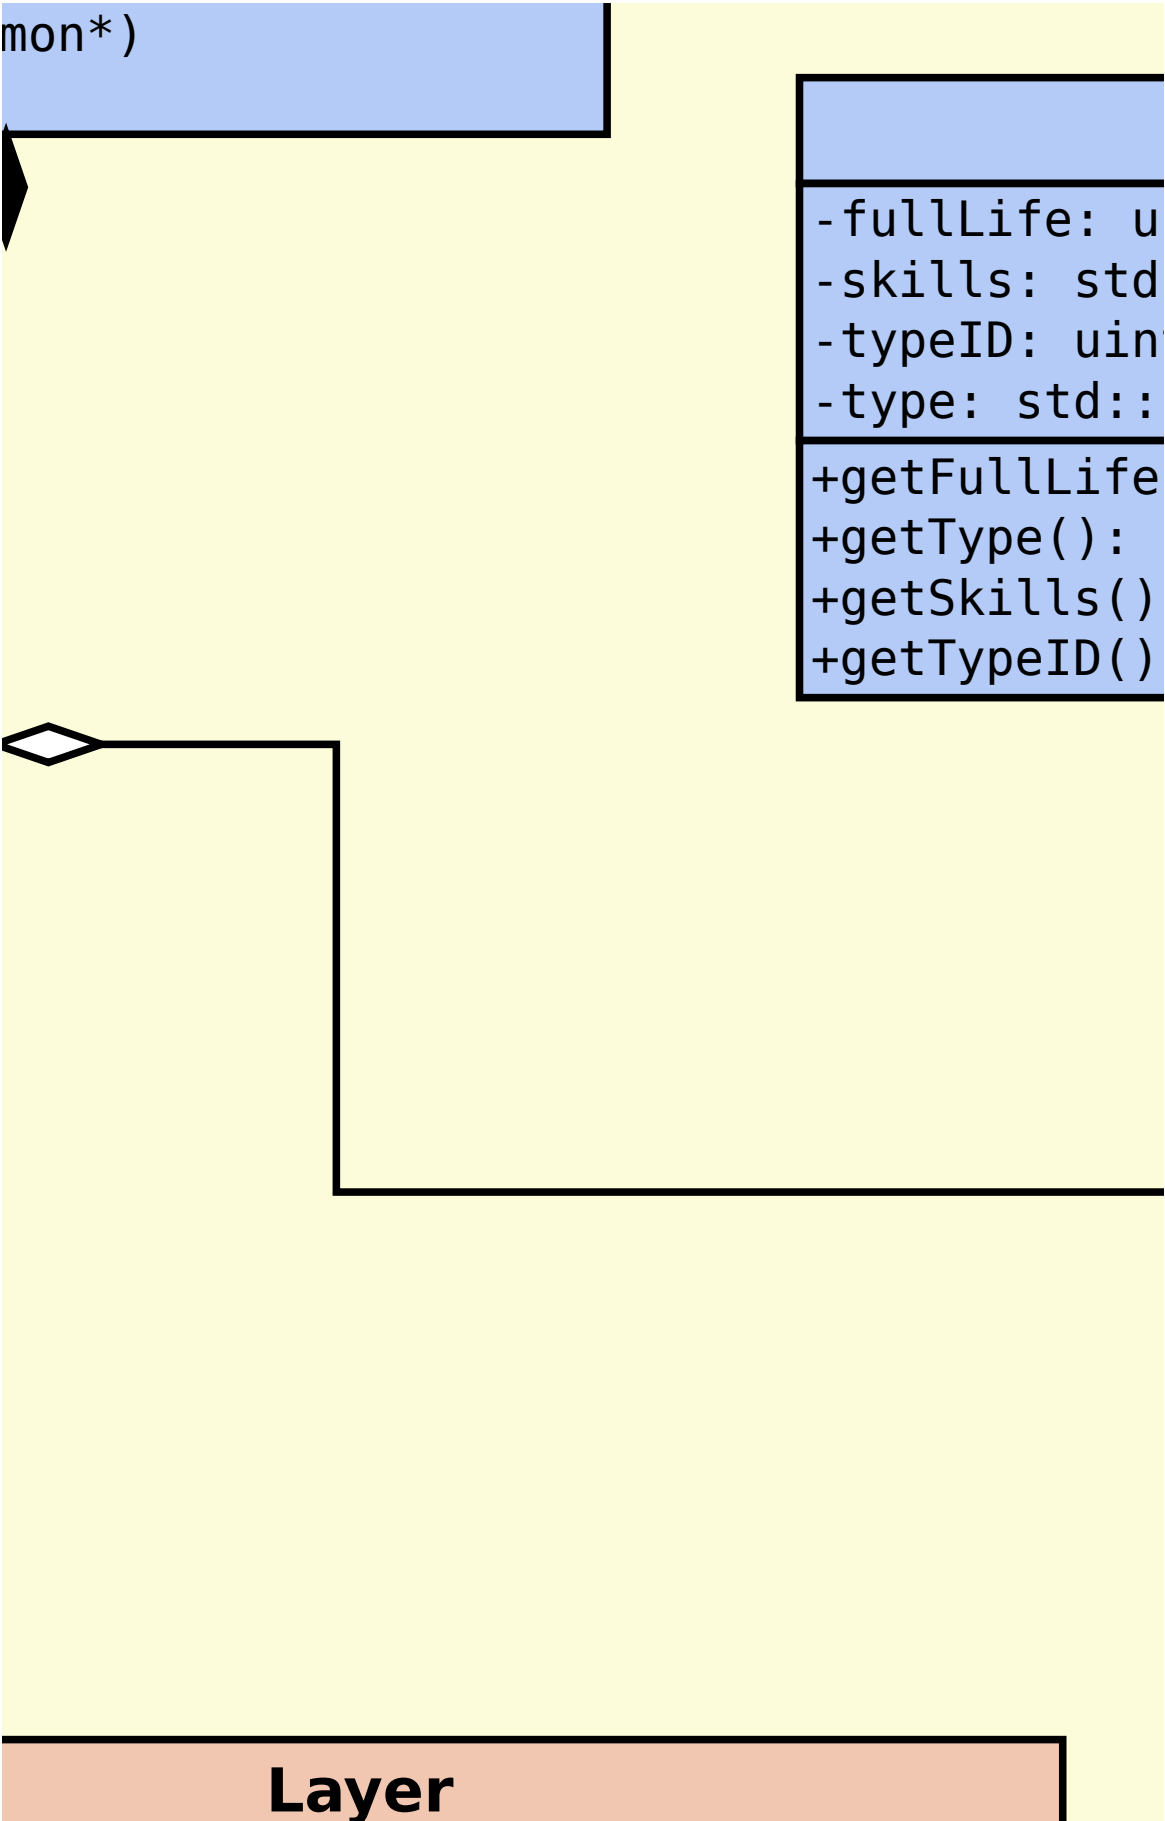 mon*)
-fullLife: u
-skills: std
-typeID: uin
-type: std::
+getFullLife
+getType():
+getSkills()
+getTypeID()
Layer